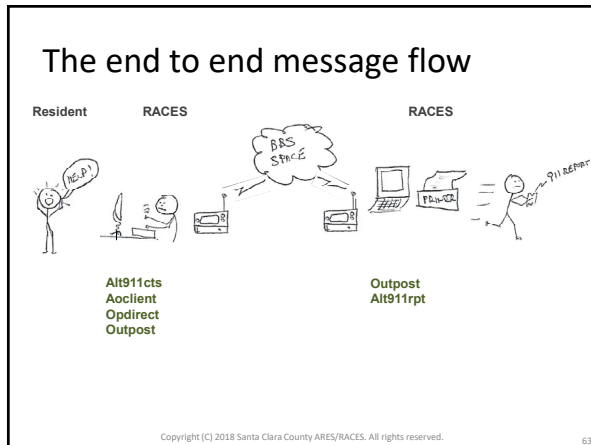 The end to end message flow
Resident RACES RACES
HELP!
BBS
SPACE
PRINTER
911 REPORT
Alt911cts
Aoclient
Opdirect
Outpost
Outpost
Alt911rpt
Copyright (C) 2018 Santa Clara County ARES/RACES. All rights reserved.
63